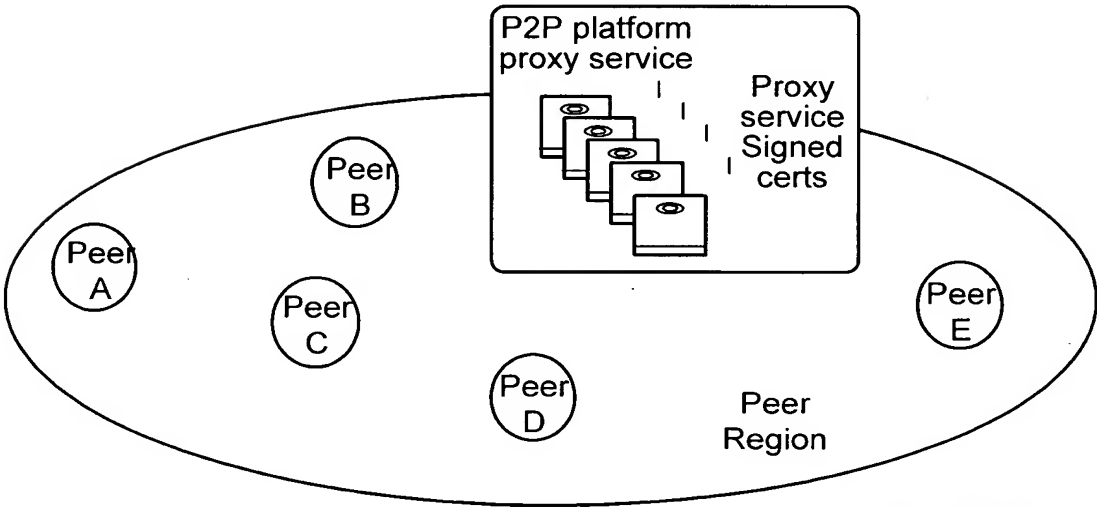 P2P platform
proxy service
Proxy
service
Signed
certs
Peer
B
Peer
A
Peer
C
Peer
E
Peer
D
Peer
Region